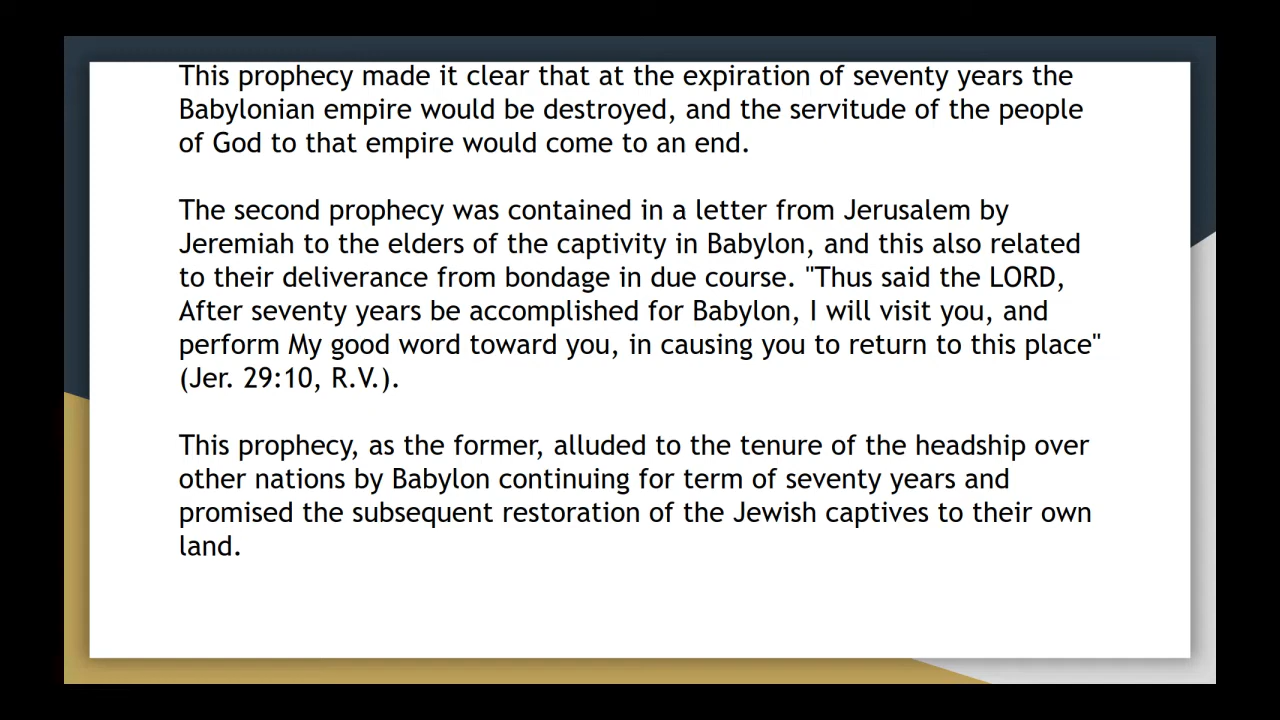 This prophecy made it clear that at the expiration of seventy years the
Babylonian empire would be destroyed, and the servitude of the people
of God to that empire would come to an end.
The second prophecy was contained in a letter from Jerusalem by
Jeremiah to the elders of the captivity in Babylon, and this also related
to their deliverance from bondage in due course. "Thus said the LORD,
After seventy years be accomplished for Babylon, I will visit you, and
perform My good word toward you, in causing you to return to this place"
(Jer. 29:10, R.V.).
This prophecy, as the former, alluded to the tenure of the headship over
other nations by Babylon continuing for term of seventy years and
promised the subsequent restoration of the Jewish captives to their own
land.